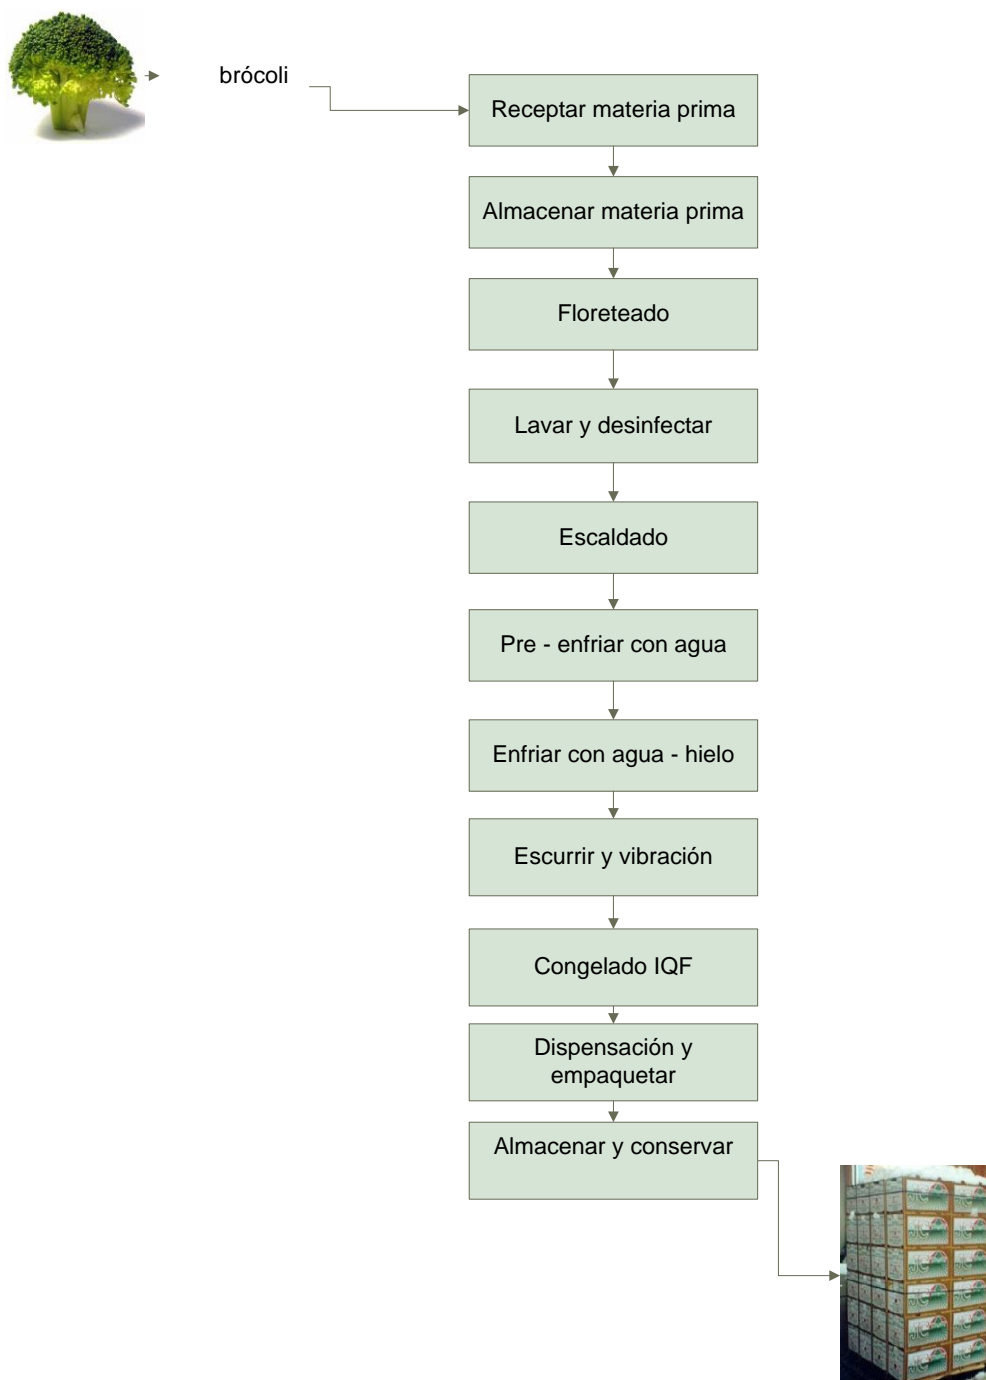 brócoli
Receptar materia prima
Almacenar materia prima
Floreteado
Lavar y desinfectar
Escaldado
Pre - enfriar con agua
Enfriar con agua - hielo
Escurrir y vibración
Congelado IQF
Dispensación y
empaquetar
Almacenar y conservar